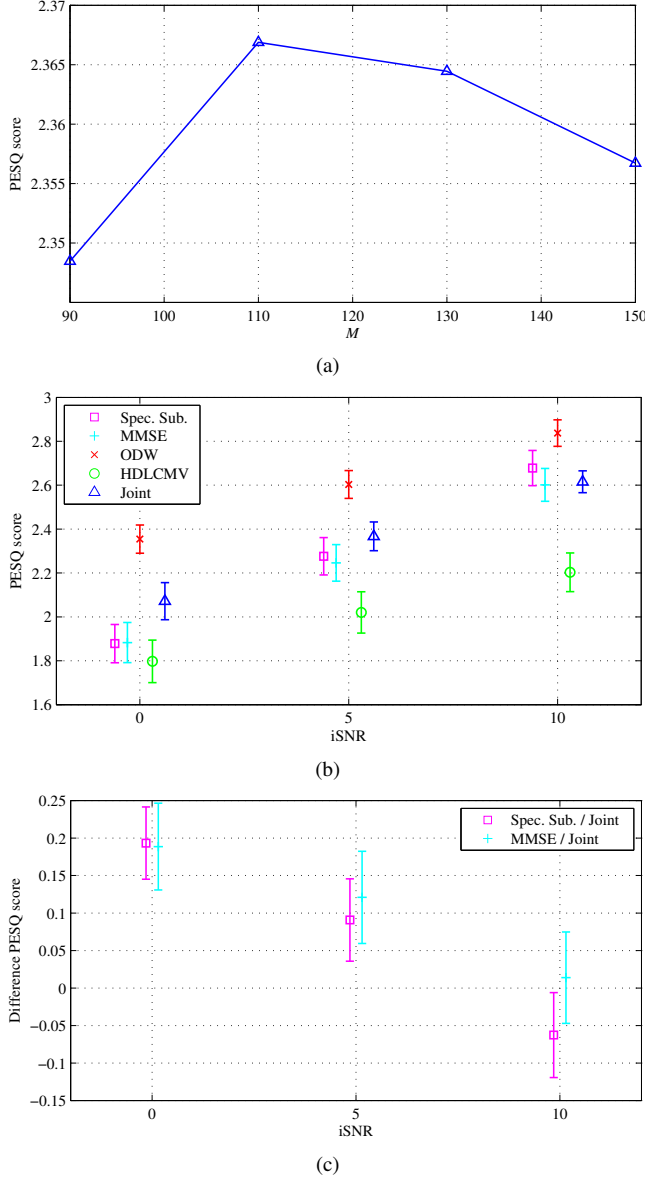 2.37
2.365
2.36
2.355
2.35
PESQ score
90 100 110 120 130 140 150
M
(a)
3
2.8
2.6
2.4
2.2
2
1.8
1.6
PESQ score
Spec. Sub.
MMSE
ODW
HDLCMV
Joint
0 5 10
iSNR
(b)
0.25
0.2
0.15
0.1
0.05
0
−0.05
−0.1
−0.15
Difference PESQ score
Spec. Sub. / Joint
MMSE / Joint
0 5 10
iSNR
(c)